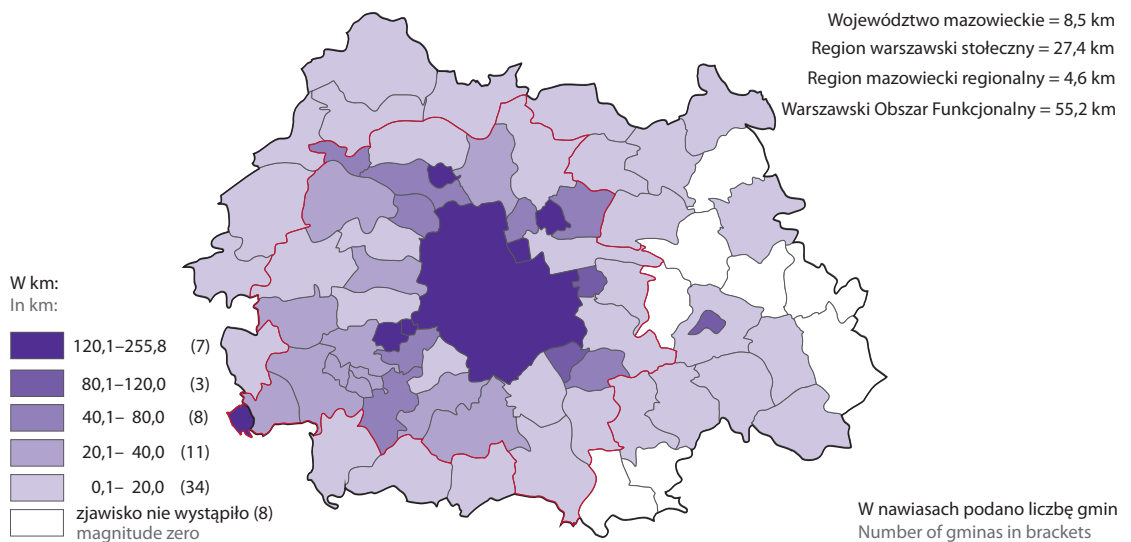 Województwo mazowieckie = 8,5 km
Region warszawski stołeczny = 27,4 km
Region mazowiecki regionalny = 4,6 km
Warszawski Obszar Funkcjonalny = 55,2 km
W km:
In km:
120,1–255,8 (7)
80,1–120,0 (3)
40,1– 80,0 (8)
20,1– 40,0 (11)
0,1– 20,0 (34)
zjawisko nie wystąpiło (8)
magnitude zero
W nawiasach podano liczbę gmin
Number of gminas in brackets